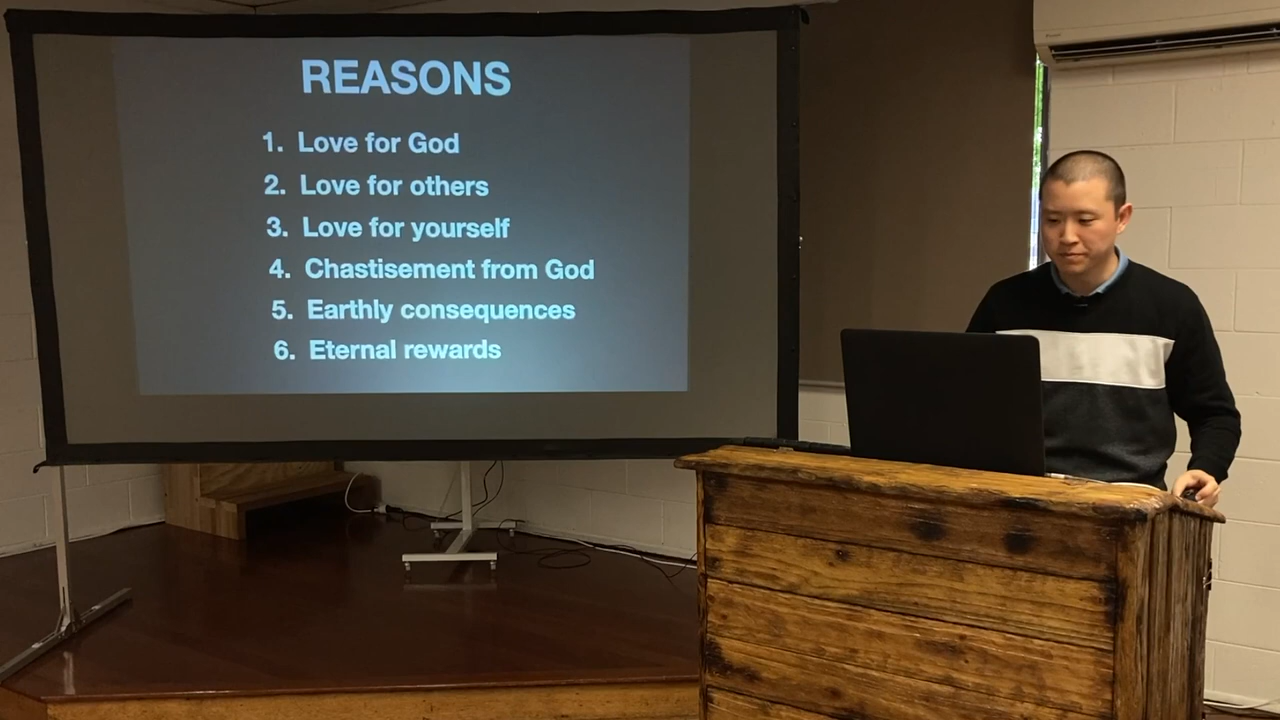 REASONS
1. Love for God
2. Love for others
3. Love for yourself
4. Chastisement from God
5. Earthly consequences
6. Eternal rewards